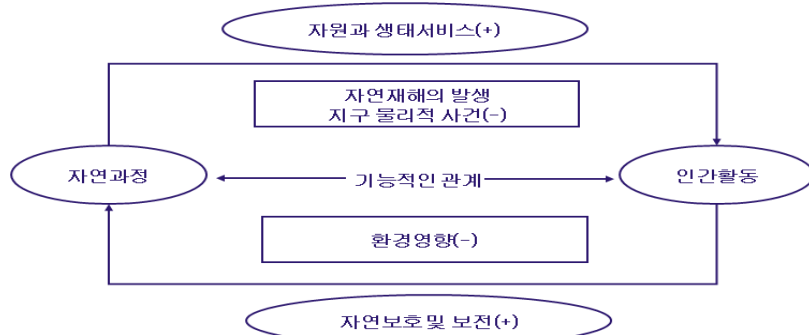 자원과 생태서비스(+)
자연재해의 발생
지구 물리적 사건(-)
자연과정
기능적인 관계
인간활동
환경영향(-)
자연보호 및 보전(+)